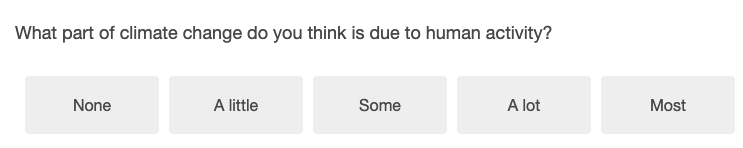 What part of climate change do you think is due to human activity?
None
A little
Some
A lot
Most